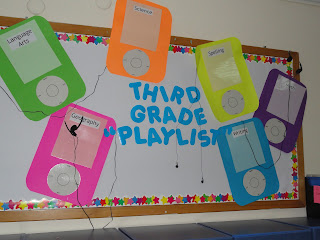 Science
Language
Arts
Spelling
THIRD
GRADE
"PLAYLIST"
Geography
Writing